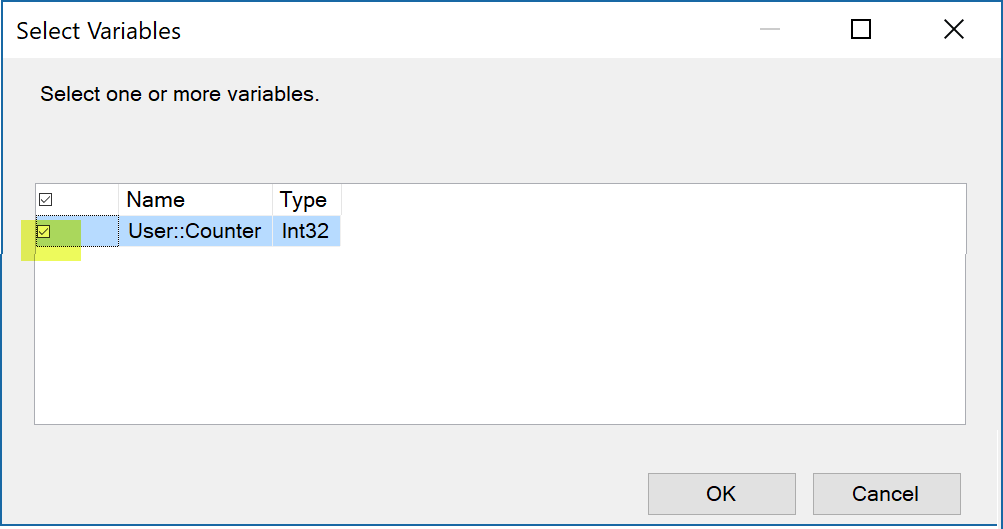 Select Variables
Select one or more variables.
Name Type
User::Counter Int32
OK Cancel